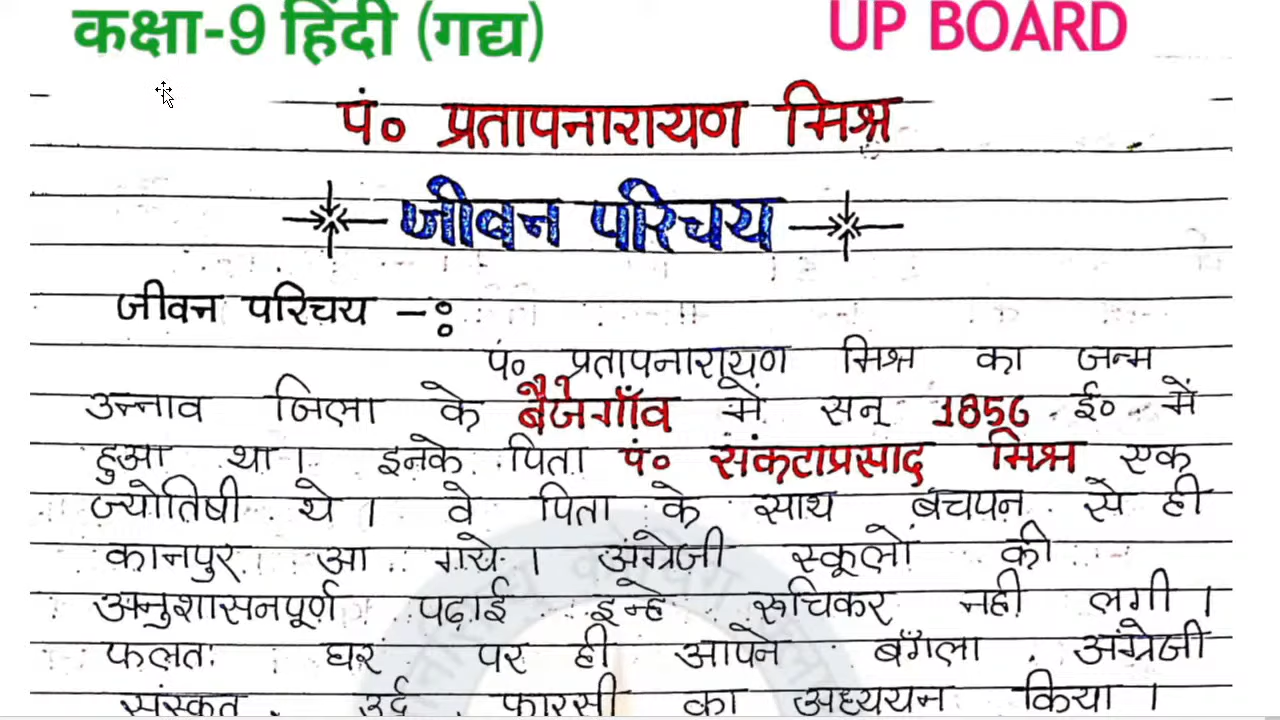 कक्षा-9 हिंदी (गद्य)
UP BOARD
पं० प्रतापनारायण मिश्र
जीवन परिचय
जीवन परिचय -:
पं० प्रतापनारायण मिश्र का जन्म
उन्नाव जिला के बैजेगाँव में सन् 1856 ई० में
हुआ था। इनके पिता पं० संकटाप्रसाद मिश्र एक
ज्योतिषी थे। वे पिता के साथ बचपन से ही
कानपुर आ गये। अंग्रेजी स्कूलो की
अनुशासनपूर्ण पढ़ाई इन्हे रुचिकर नही लगी।
फलतः घर पर ही आपने बँगला अंग्रेजी
संस्कृत, उर्दू, फारसी का अध्ययन किया।